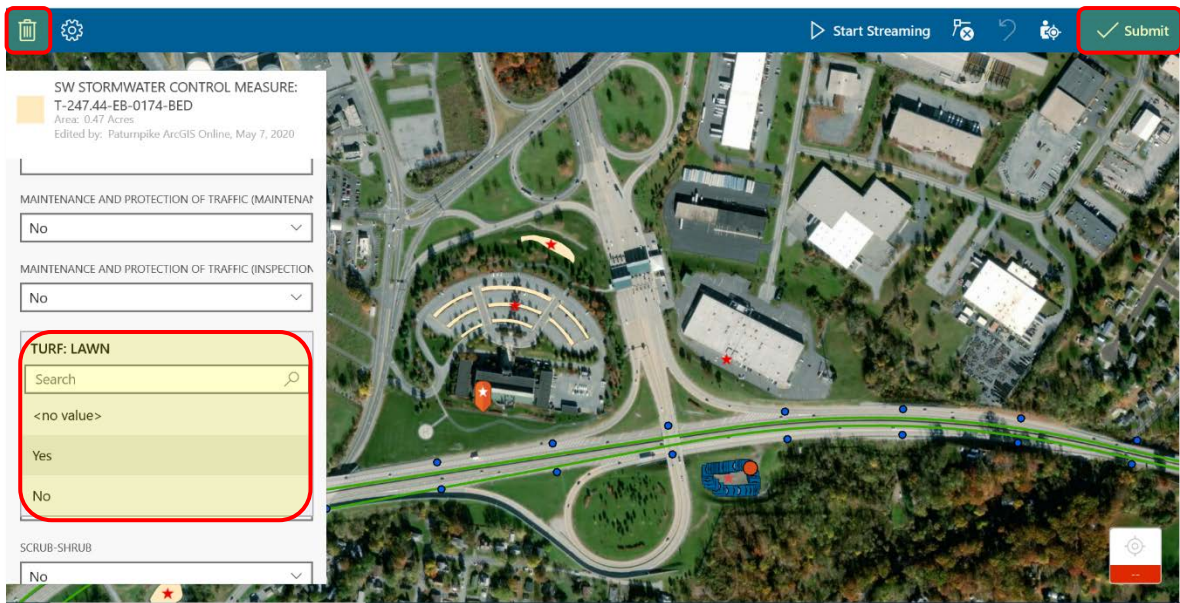 Start Streaming
Submit
SW STORMWATER CONTROL MEASURE:
T-247.44-EB-0174-BED
Area: 0.47 Acres
Edited by: Paturnpike ArcGIS Online, May 7, 2020
MAINTENANCE AND PROTECTION OF TRAFFIC (MAINTENAN
No
MAINTENANCE AND PROTECTION OF TRAFFIC (INSPECTION
No
TURF: LAWN
Search
<no value>
Yes
No
SCRUB-SHRUB
No
--